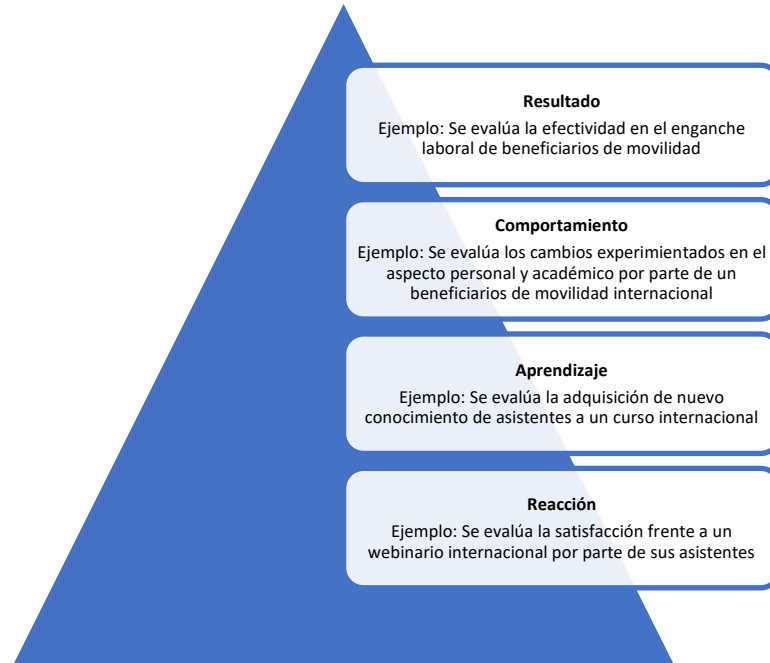 Resultado
Ejemplo: Se evalúa la efectividad en el enganche
laboral de beneficiarios de movilidad
Comportamiento
Ejemplo: Se evalúa los cambios experimentados en el
aspecto personal y académico por parte de un
beneficiarios de movilidad internacional
Aprendizaje
Ejemplo: Se evalúa la adquisición de nuevo
conocimiento de asistentes a un curso internacional
Reacción
Ejemplo: Se evalúa la satisfacción frente a un
webinario internacional por parte de sus asistentes